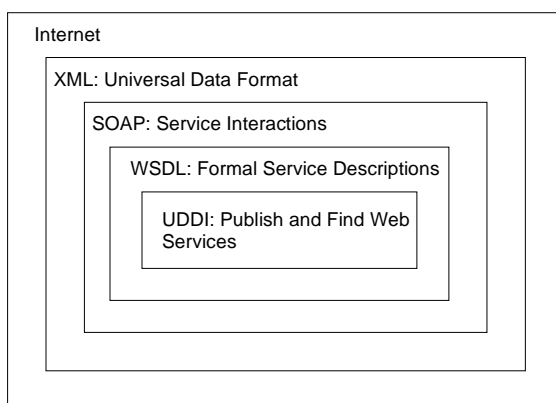 Internet
XML: Universal Data Format
SOAP: Service Interactions
WSDL: Formal Service Descriptions
UDDI: Publish and Find Web
Services